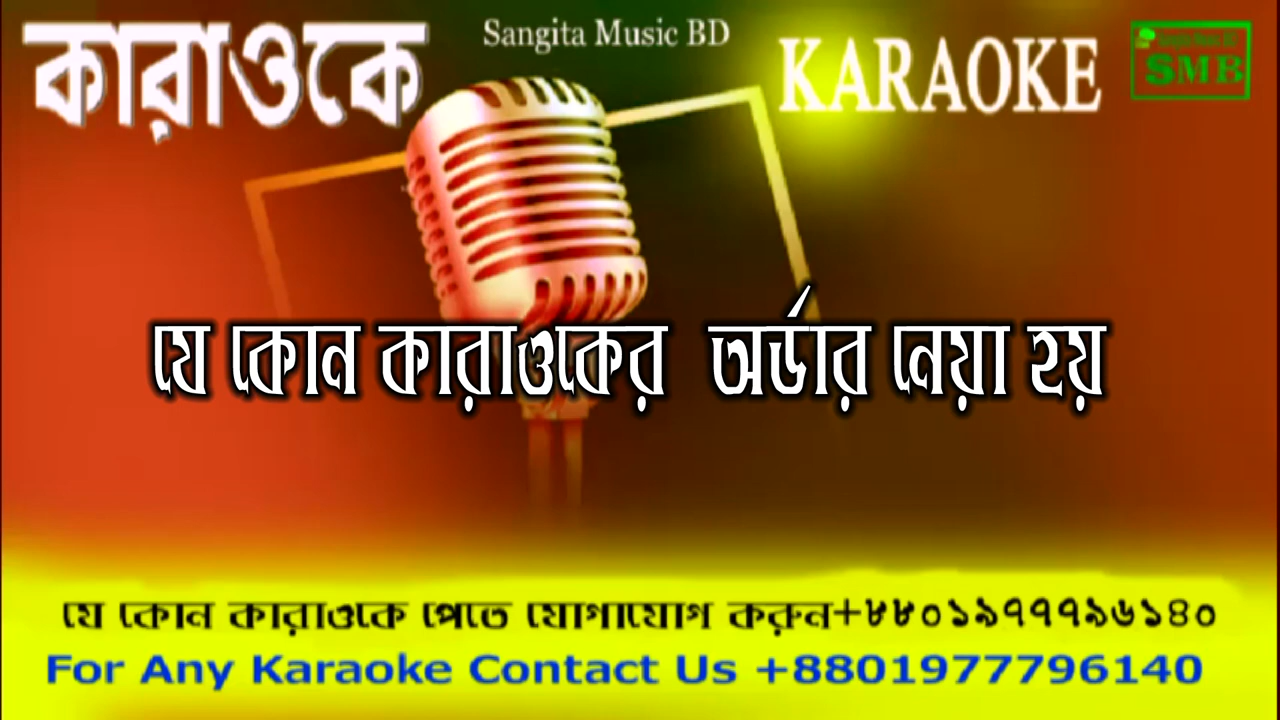 কারাওকে
Sangita Music BD
KARAOKE
SMB
যে কোন কারাওকের অর্ডার নেয়া হয়
যে কোন কারাওকে পেতে যোগাযোগ করুন+৮৮০১৯৭৭৭৯৬১৪০
For Any Karaoke Contact Us +8801977796140